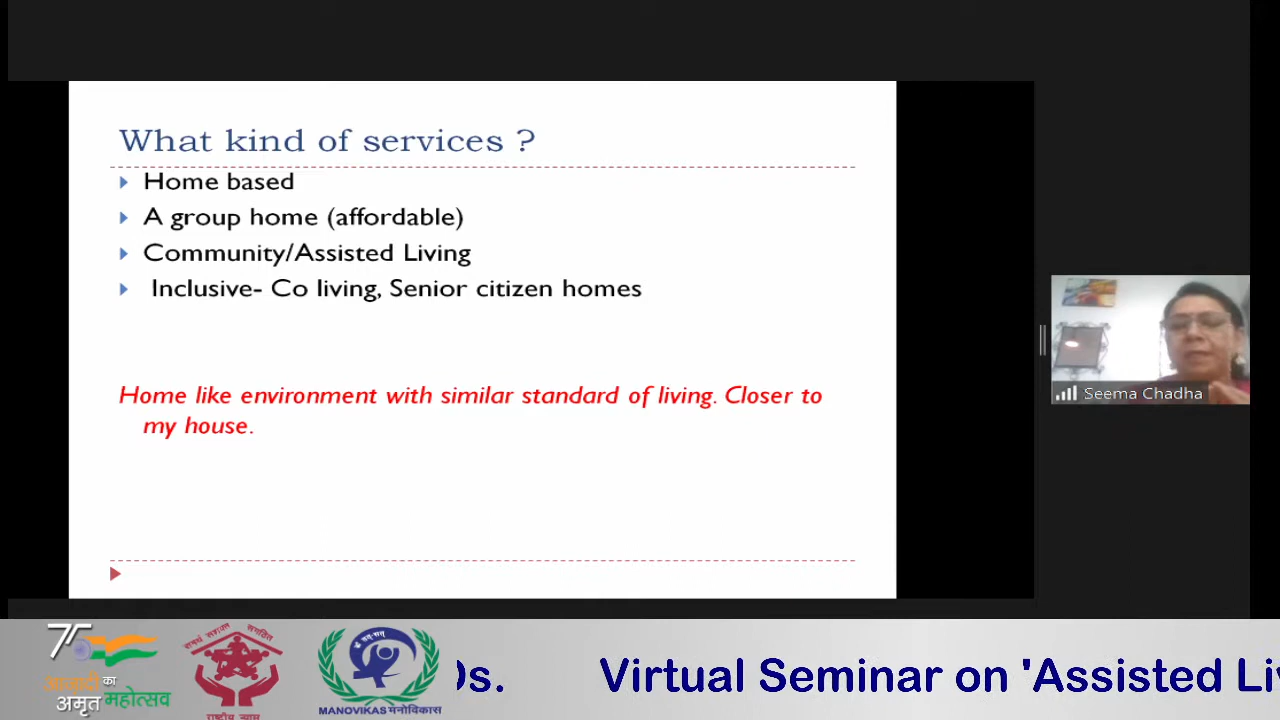 What kind of services ?
Home based
A group home (affordable)
Community/Assisted Living
Inclusive- Co living, Senior citizen homes
Home like environment with similar standard of living. Closer to
my house.
Seema Chadha
75
आज़ादी का
अमृत महोत्सव
MANOVIKAS मनोविकास
Ds. Virtual Seminar on 'Assisted Li